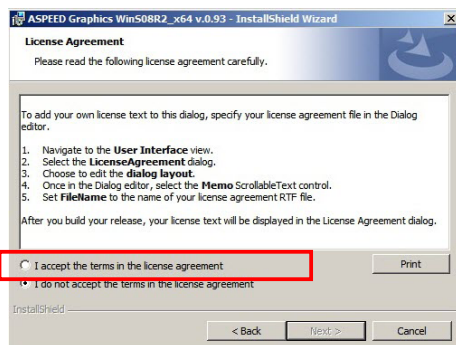 ASPEED Graphics WinS08R2_x64 v.0.93 - InstallShield Wizard
License Agreement
Please read the following license agreement carefully.
To add your own license text to this dialog, specify your license agreement file in the Dialog
editor.
1. Navigate to the User Interface view.
2. Select the LicenseAgreement dialog.
3. Choose to edit the dialog layout.
4. Once in the Dialog editor, select the Memo ScrollableText control.
5. Set FileName to the name of your license agreement RTF file.
After you build your release, your license text will be displayed in the License Agreement dialog.
I accept the terms in the license agreement
Print
I do not accept the terms in the license agreement
InstallShield
< Back
Next >
Cancel